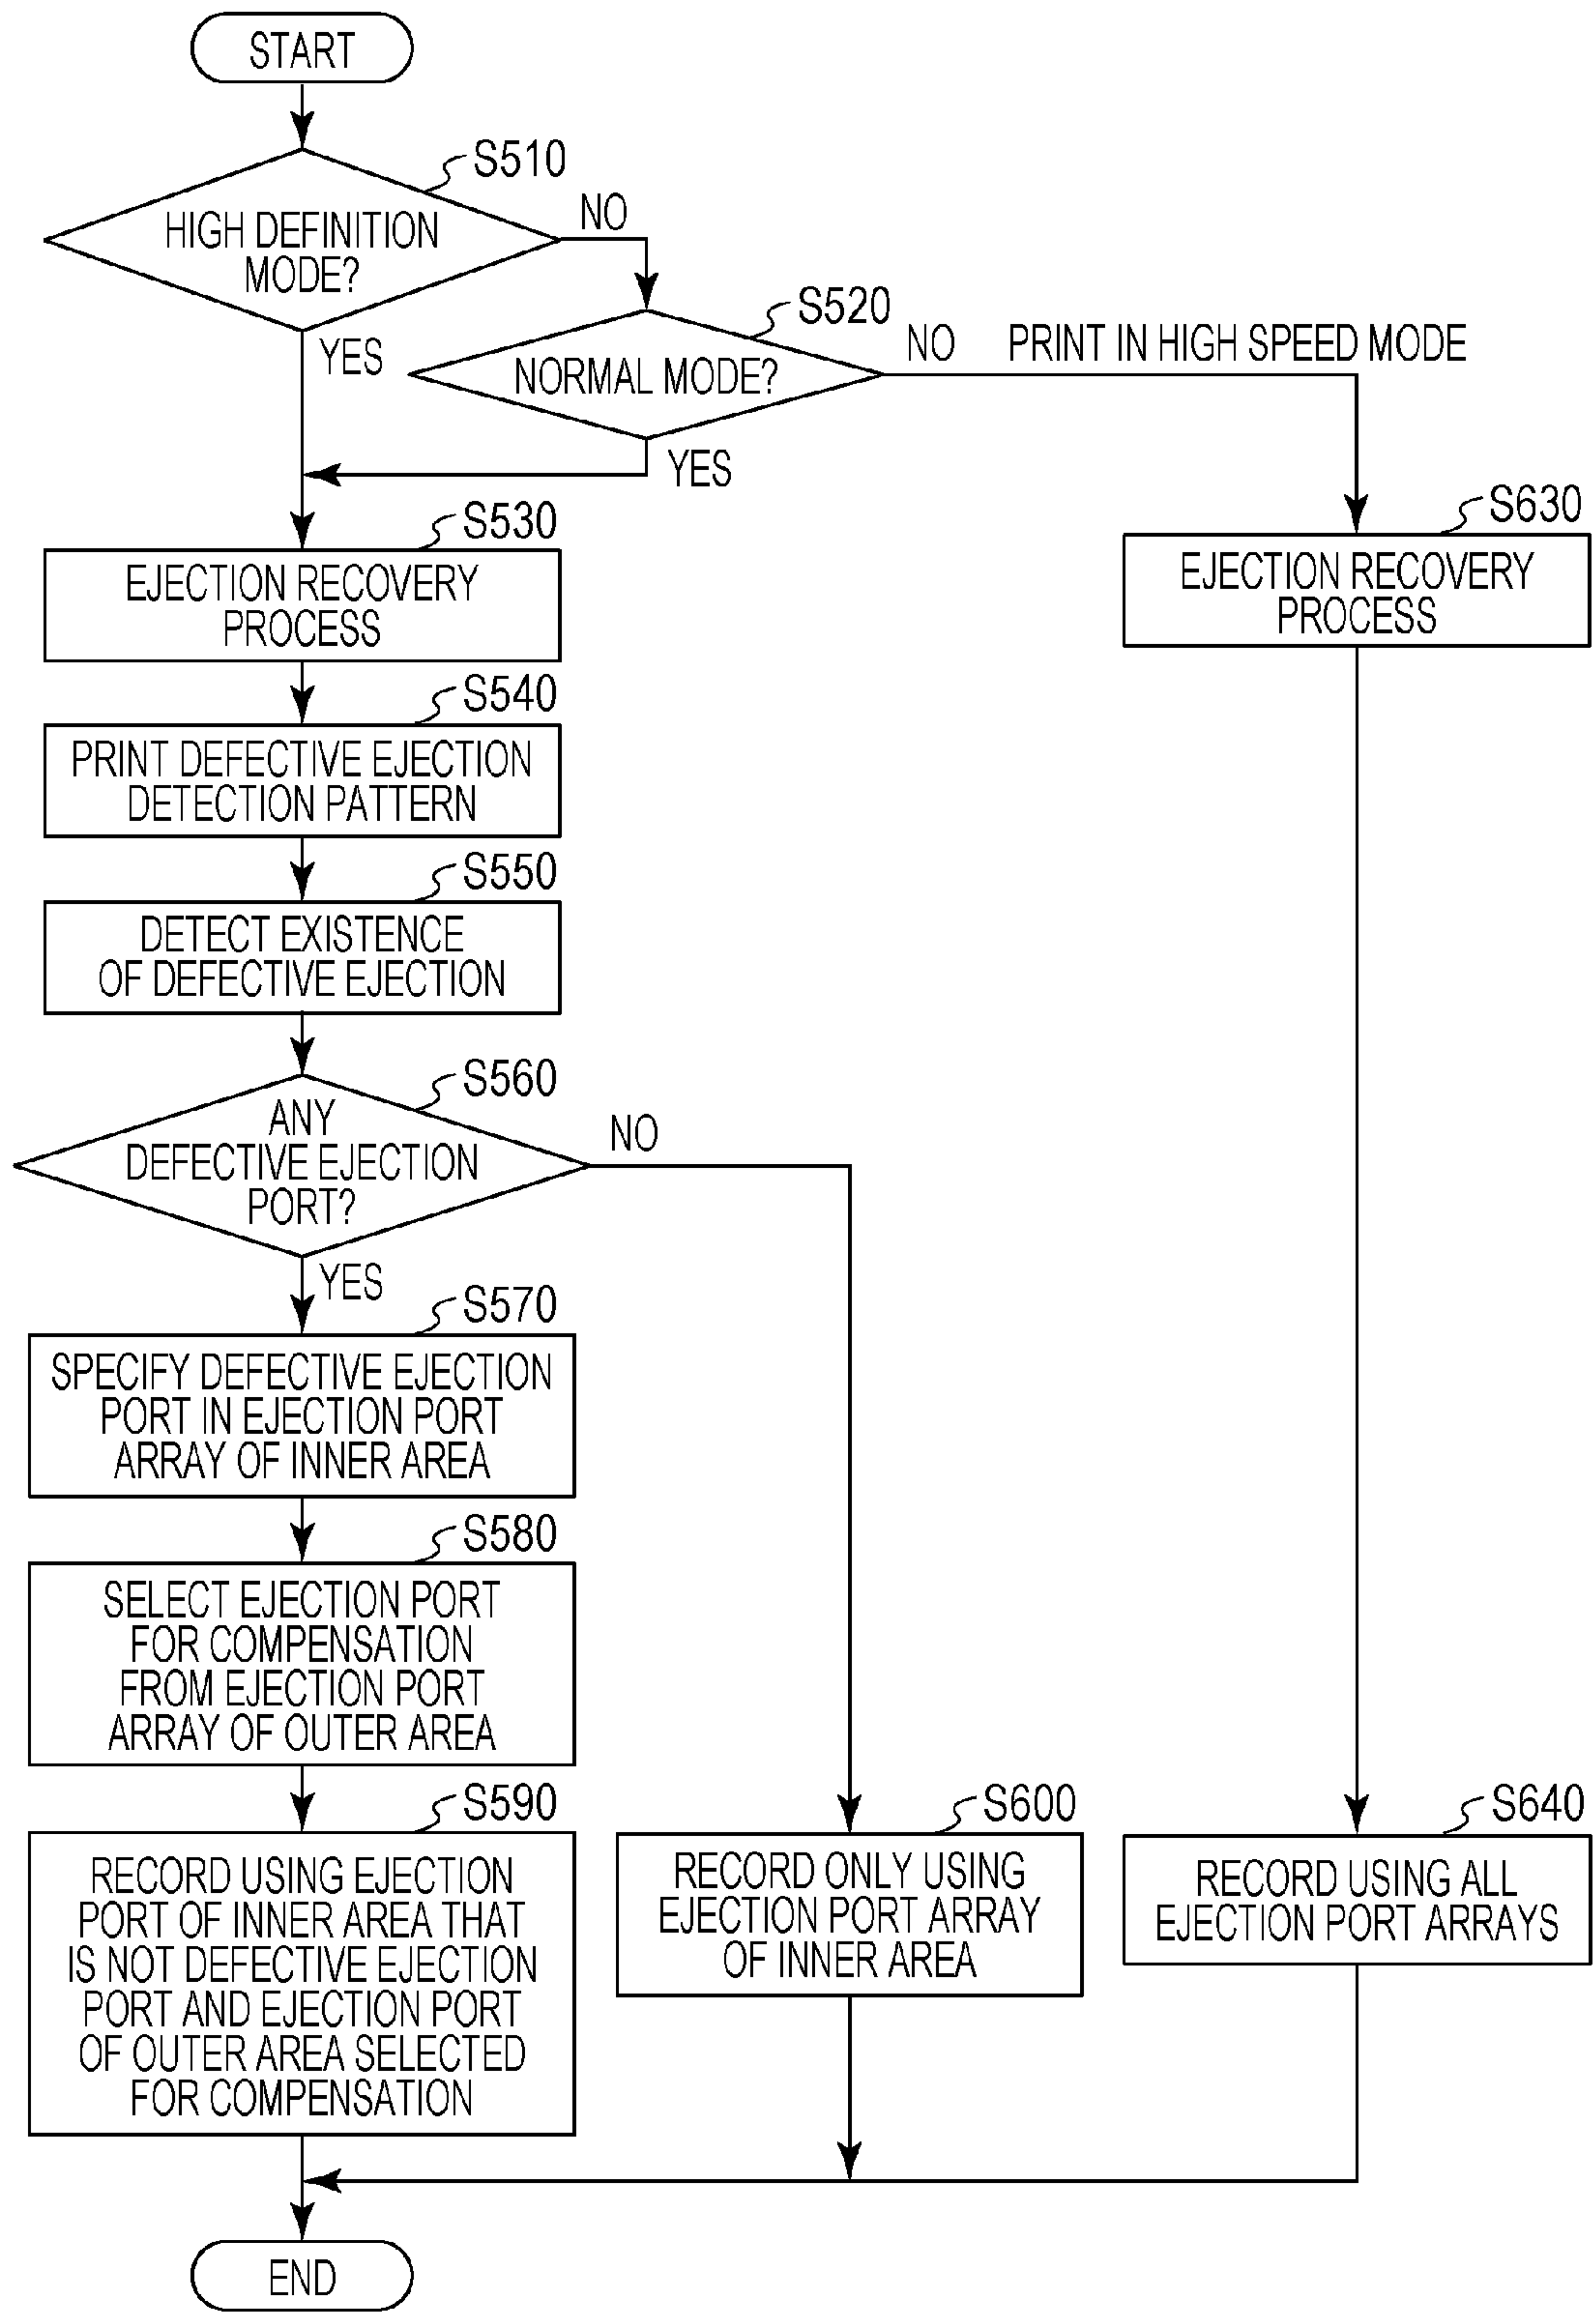 START
S510
HIGH DEFINITION
MODE?
NO
YES
S520
NORMAL MODE?
NO
PRINT IN HIGH SPEED MODE
YES
S530
EJECTION RECOVERY
PROCESS
S630
EJECTION RECOVERY
PROCESS
S540
PRINT DEFECTIVE EJECTION
DETECTION PATTERN
S550
DETECT EXISTENCE
OF DEFECTIVE EJECTION
S560
ANY
DEFECTIVE EJECTION
PORT?
NO
YES
S570
SPECIFY DEFECTIVE EJECTION
PORT IN EJECTION PORT
ARRAY OF INNER AREA
S580
SELECT EJECTION PORT
FOR COMPENSATION
FROM EJECTION PORT
ARRAY OF OUTER AREA
S590
RECORD USING EJECTION
PORT OF INNER AREA THAT
IS NOT DEFECTIVE EJECTION
PORT AND EJECTION PORT
OF OUTER AREA SELECTED
FOR COMPENSATION
S600
RECORD ONLY USING
EJECTION PORT ARRAY
OF INNER AREA
S640
RECORD USING ALL
EJECTION PORT ARRAYS
END